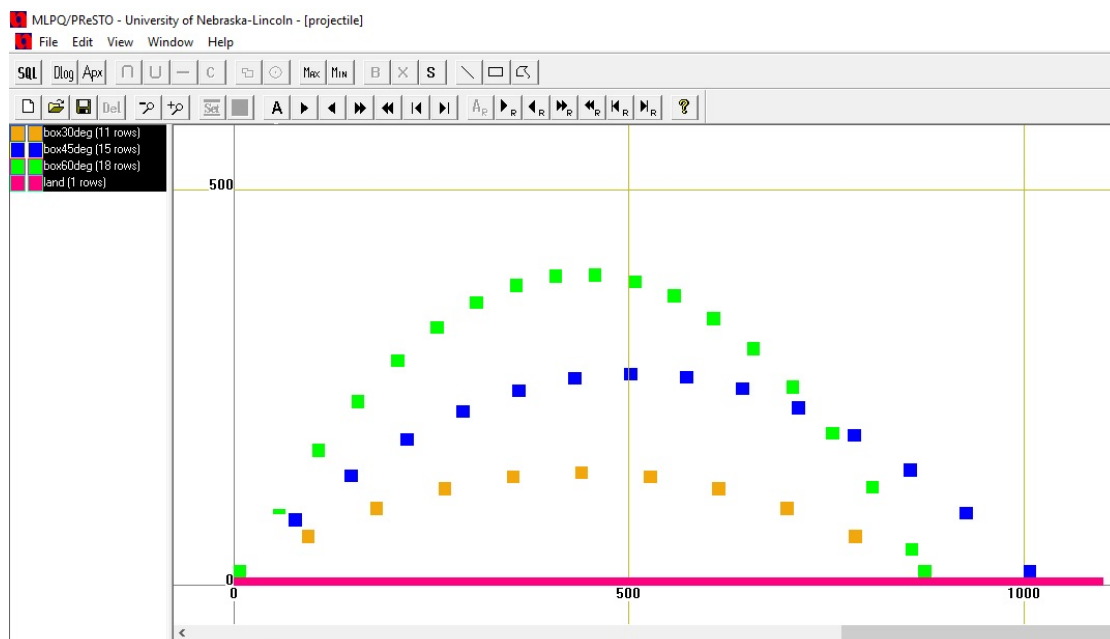 MLPQ/PReSTO - University of Nebraska-Lincoln - [projectile]
File Edit View Window Help
SQL Dlog Apx C Max Min B X S
Del Set A A R R R R R R R ?
box30deg (11 rows)
box45deg (15 rows)
box60deg (18 rows)
land (1 rows)
500
0
0 500 1000